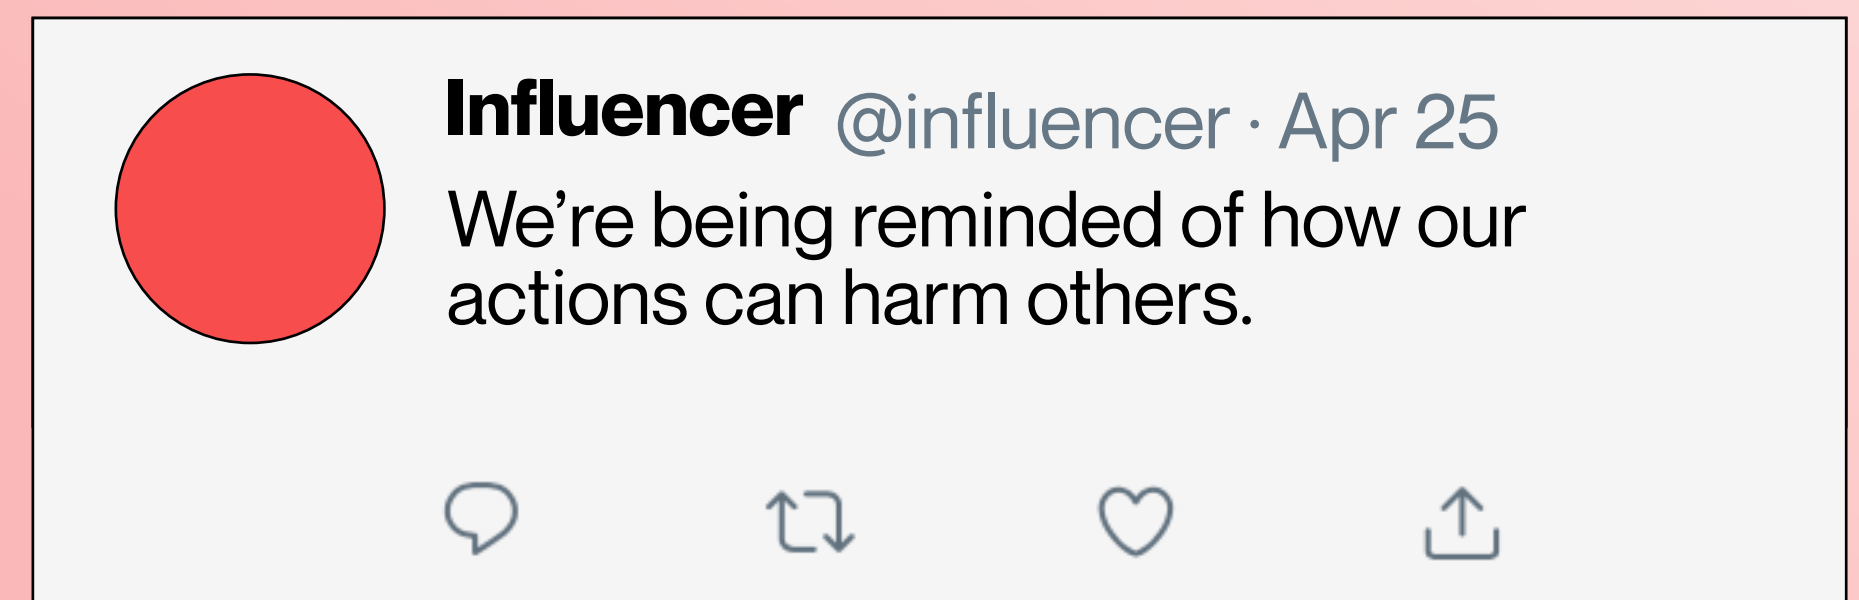 Influencer @influencer · Apr 25
We’re being reminded of how our
actions can harm others.